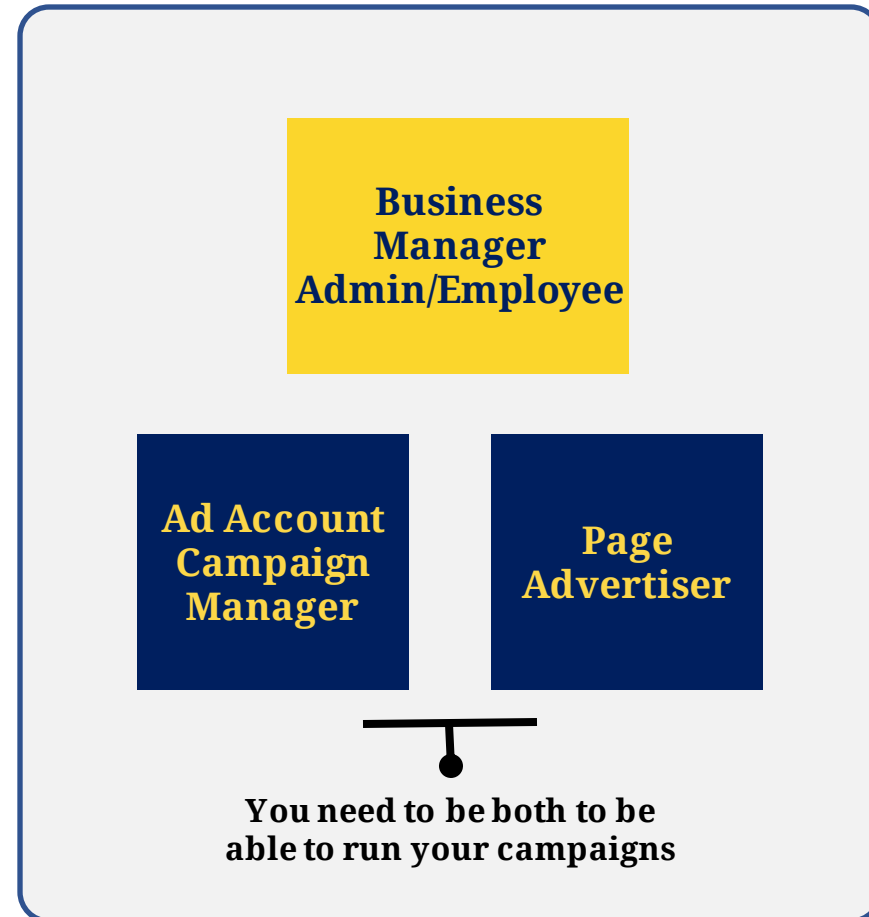 Business
Manager
Admin/Employee
Ad Account
Campaign
Manager
Page
Advertiser
You need to be both to be
able to run your campaigns